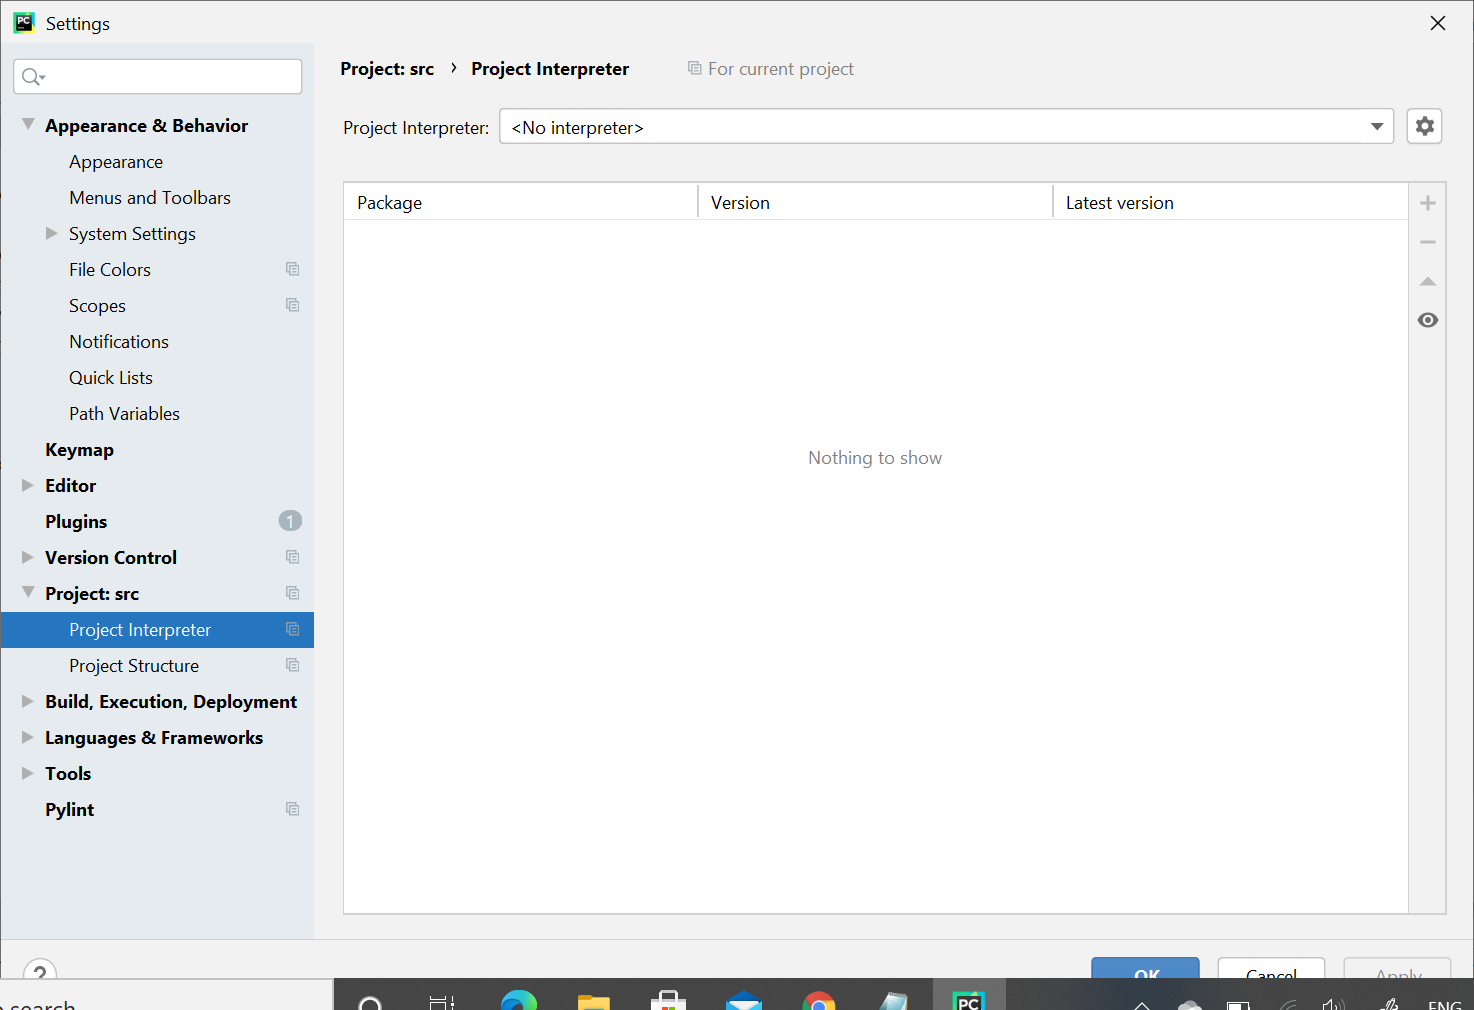 Settings
Project: src › Project Interpreter
For current project
Project Interpreter: <No interpreter>
Appearance & Behavior
Appearance
Menus and Toolbars
System Settings
File Colors
Scopes
Notifications
Quick Lists
Path Variables
Keymap
Editor
Plugins 1
Version Control
Project: src
Project Interpreter
Project Structure
Build, Execution, Deployment
Languages & Frameworks
Tools
Pylint
Package Version Latest version
Nothing to show
?
OK Cancel Apply
search
PC
ENG